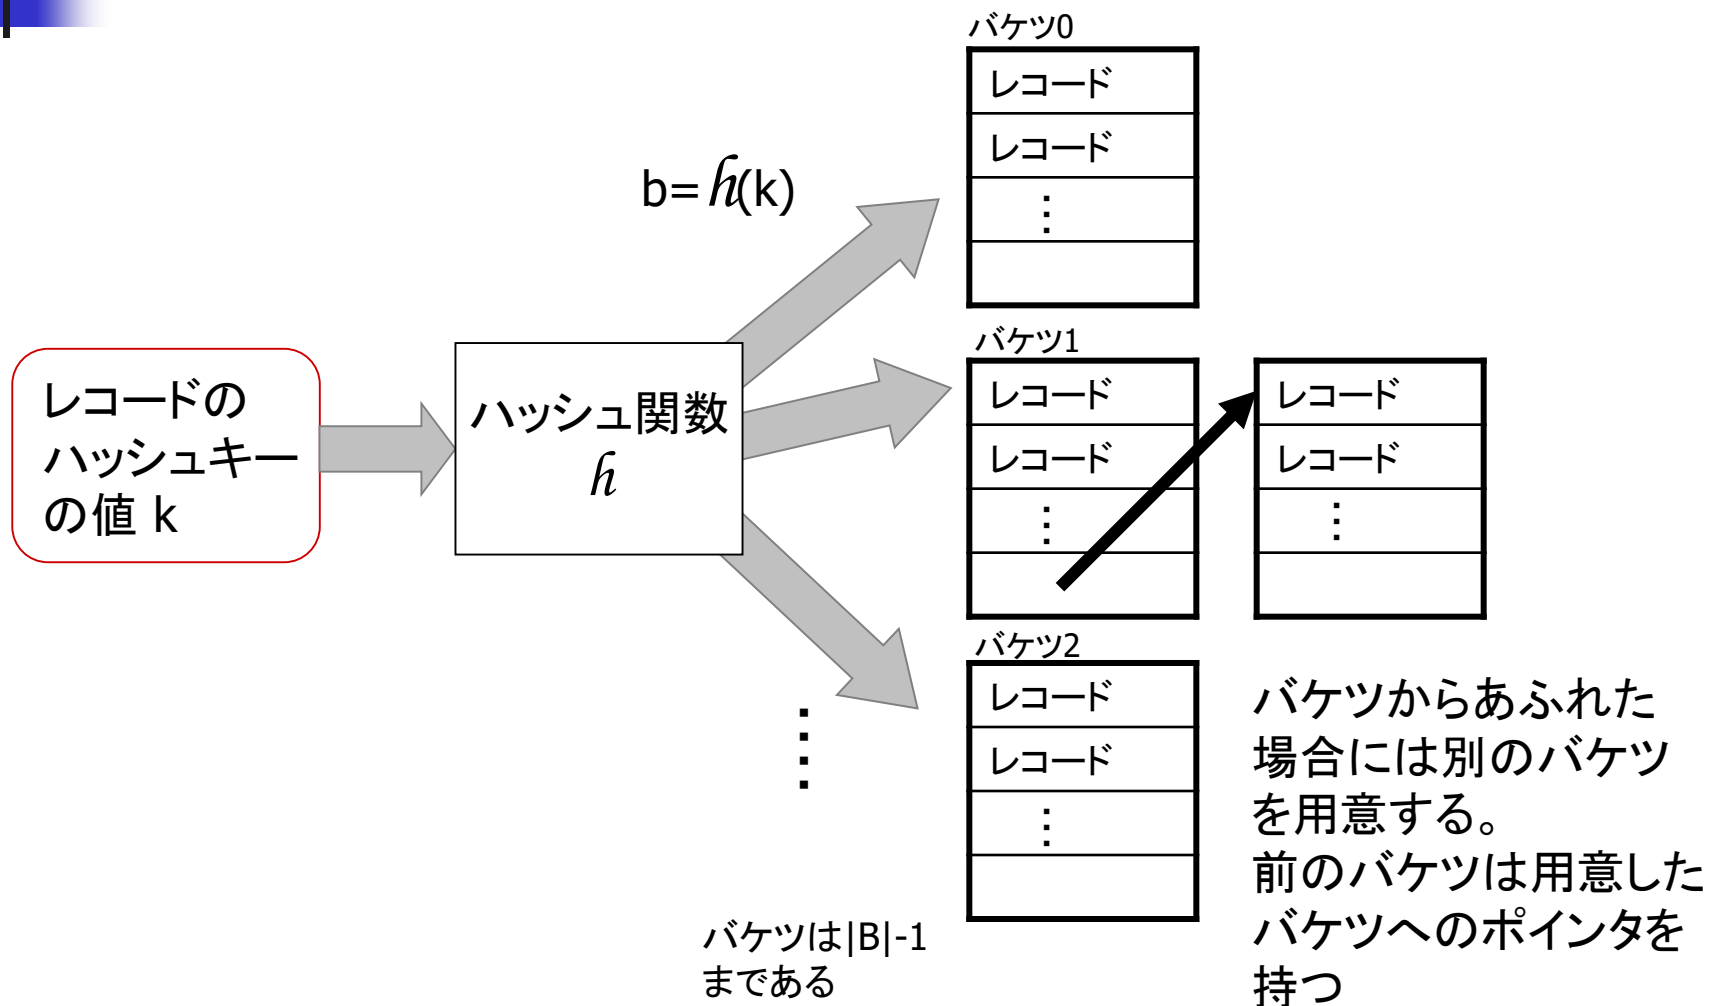 バケツ0
レコード
レコード
⋮
b=h(k)
バケツ1
レコード
レコード
⋮
レコード
レコード
⋮
レコードの
ハッシュキー
の値 k
ハッシュ関数
h
バケツ2
レコード
レコード
⋮
⋮
バケツからあふれた
場合には別のバケツ
を用意する。
前のバケツは用意した
バケツへのポインタを
持つ
バケツは|B|-1
まである